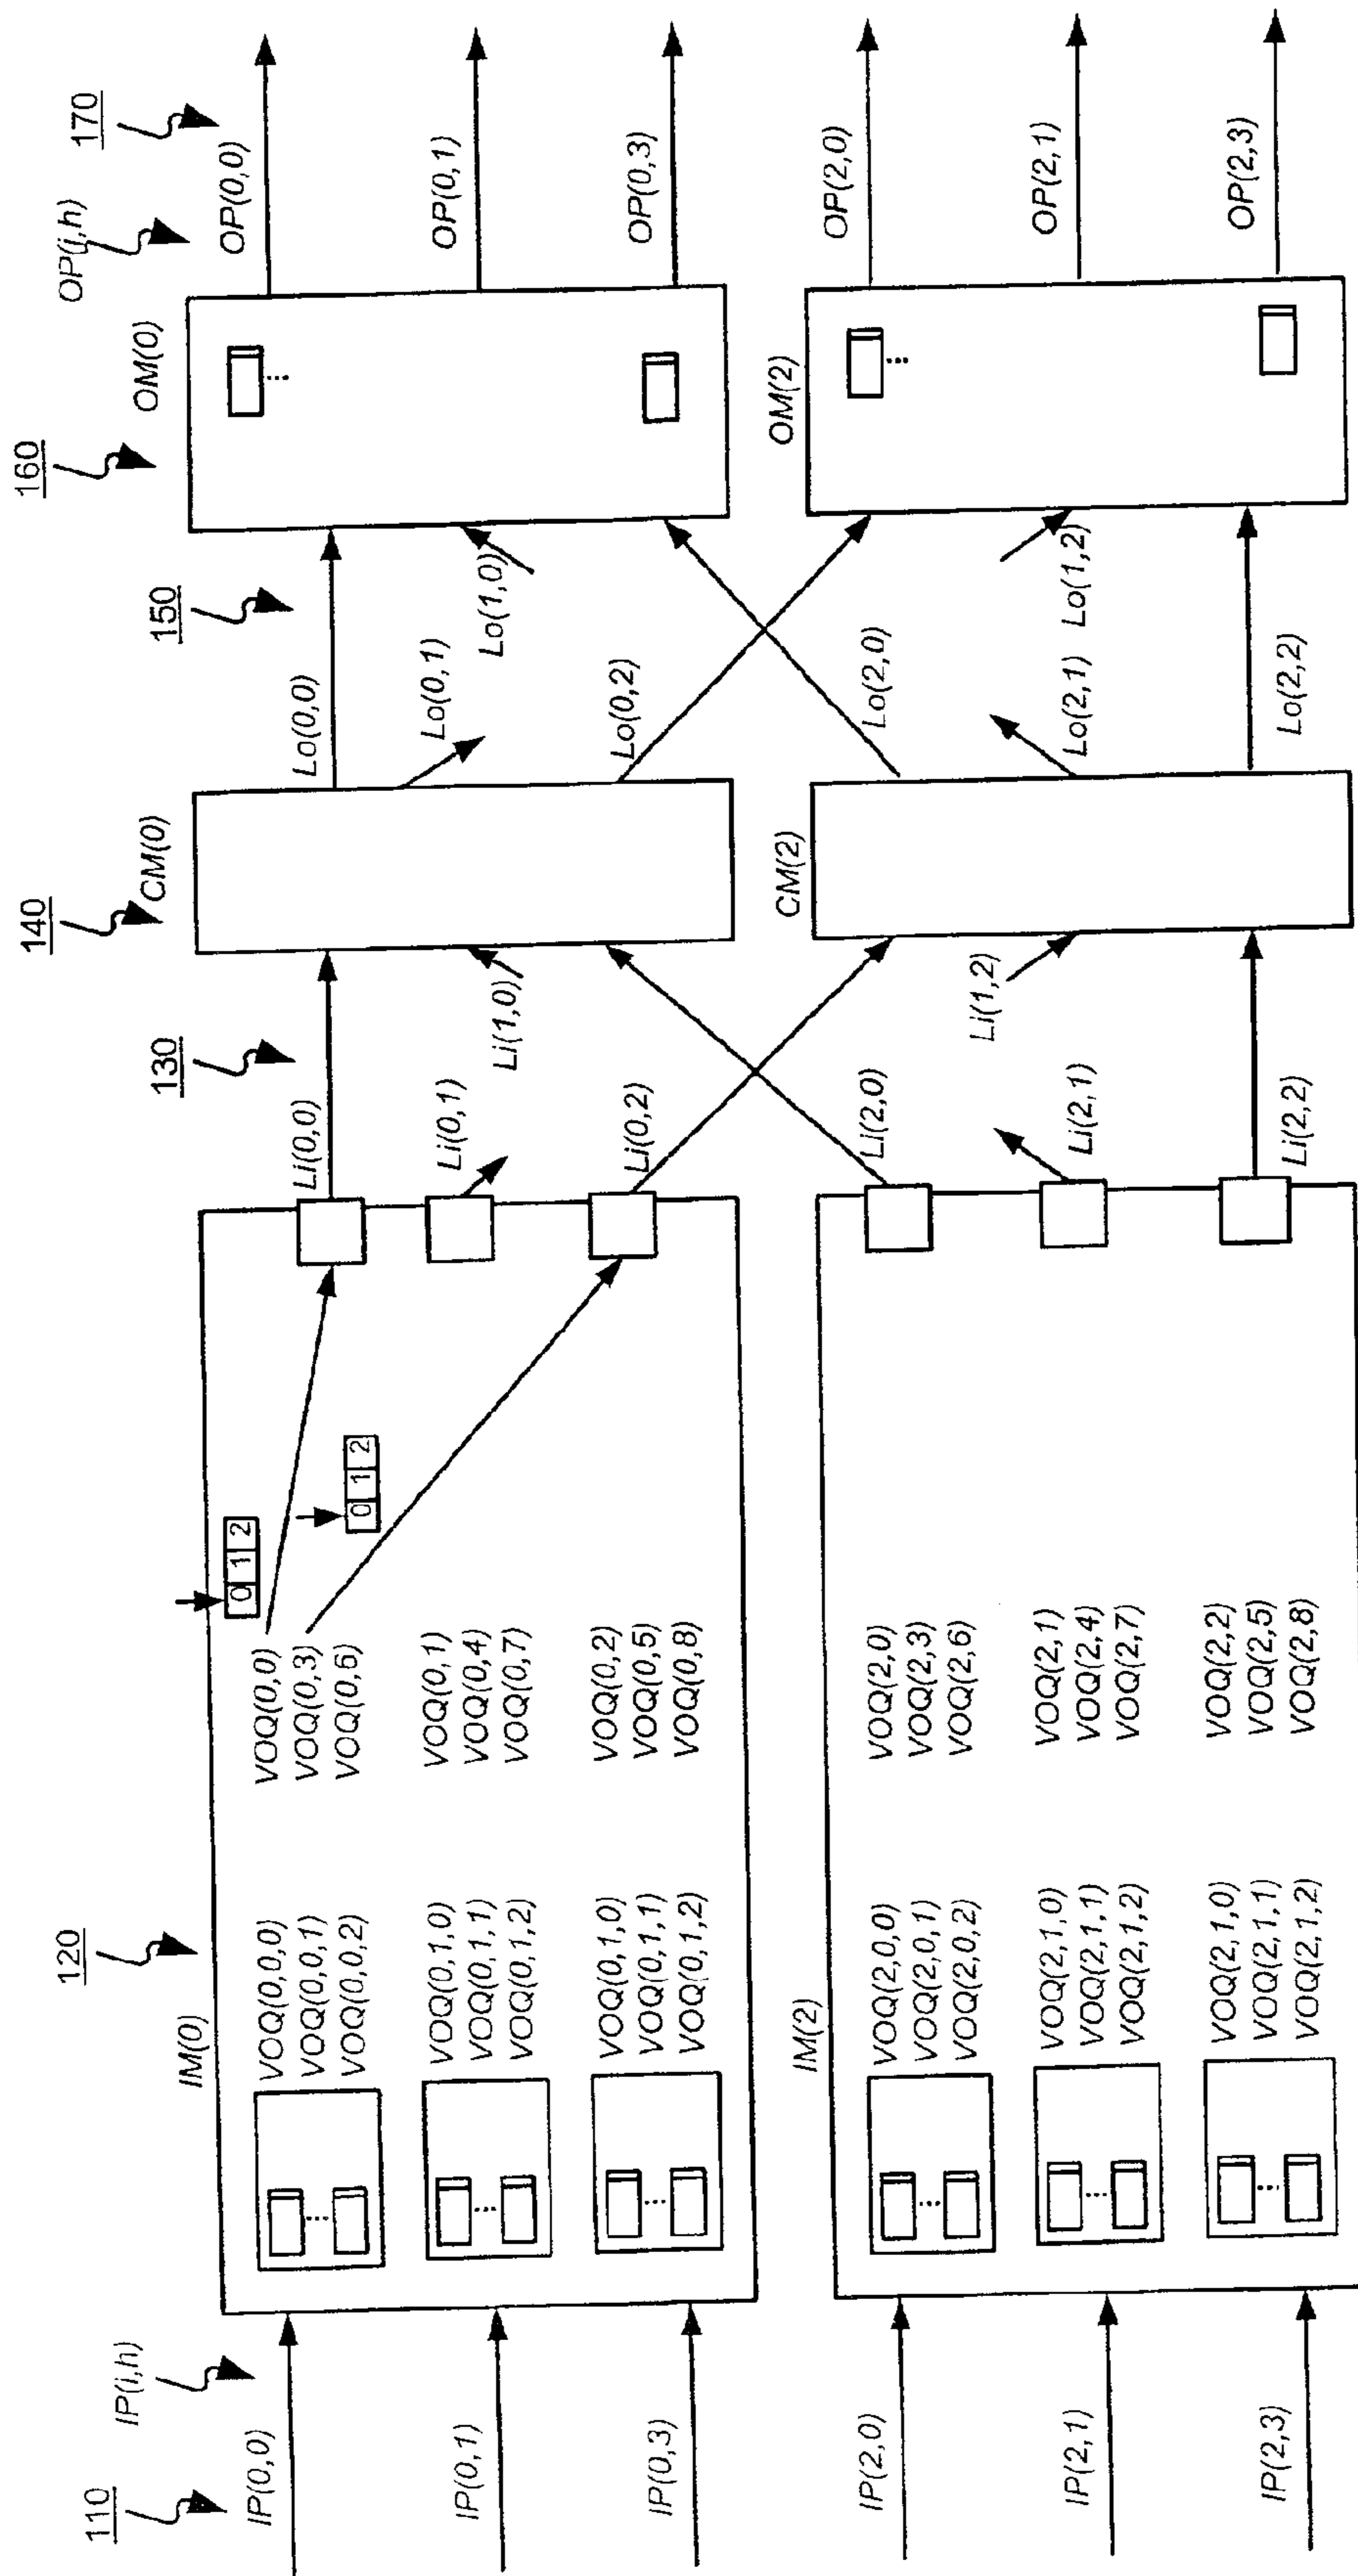 110
IP(i,h)
IP(0,0)
IP(0,1)
IP(0,3)
IP(2,0)
IP(2,1)
IP(2,3)
120
IM(0)
VOQ(0,0,0)
VOQ(0,0,1)
VOQ(0,0,2)
VOQ(0,1,0)
VOQ(0,1,1)
VOQ(0,1,2)
VOQ(0,1,0)
VOQ(0,1,1)
VOQ(0,1,2)
VOQ(0,0)
VOQ(0,3)
VOQ(0,6)
VOQ(0,1)
VOQ(0,4)
VOQ(0,7)
VOQ(0,2)
VOQ(0,5)
VOQ(0,8)
0 1 2
0 1 2
IM(2)
VOQ(2,0,0)
VOQ(2,0,1)
VOQ(2,0,2)
VOQ(2,1,0)
VOQ(2,1,1)
VOQ(2,1,2)
VOQ(2,1,0)
VOQ(2,1,1)
VOQ(2,1,2)
VOQ(2,0)
VOQ(2,3)
VOQ(2,6)
VOQ(2,1)
VOQ(2,4)
VOQ(2,7)
VOQ(2,2)
VOQ(2,5)
VOQ(2,8)
130
Li(0,0)
Li(0,1)
Li(1,0)
Li(0,2)
Li(2,0)
Li(1,2)
Li(2,1)
Li(2,2)
140
CM(0)
CM(2)
150
Lo(0,0)
Lo(0,1)
Lo(1,0)
Lo(0,2)
Lo(2,0)
Lo(2,1)
Lo(1,2)
Lo(2,2)
160
OM(0)
OM(2)
170
OP(j,h)
OP(0,0)
OP(0,1)
OP(0,3)
OP(2,0)
OP(2,1)
OP(2,3)